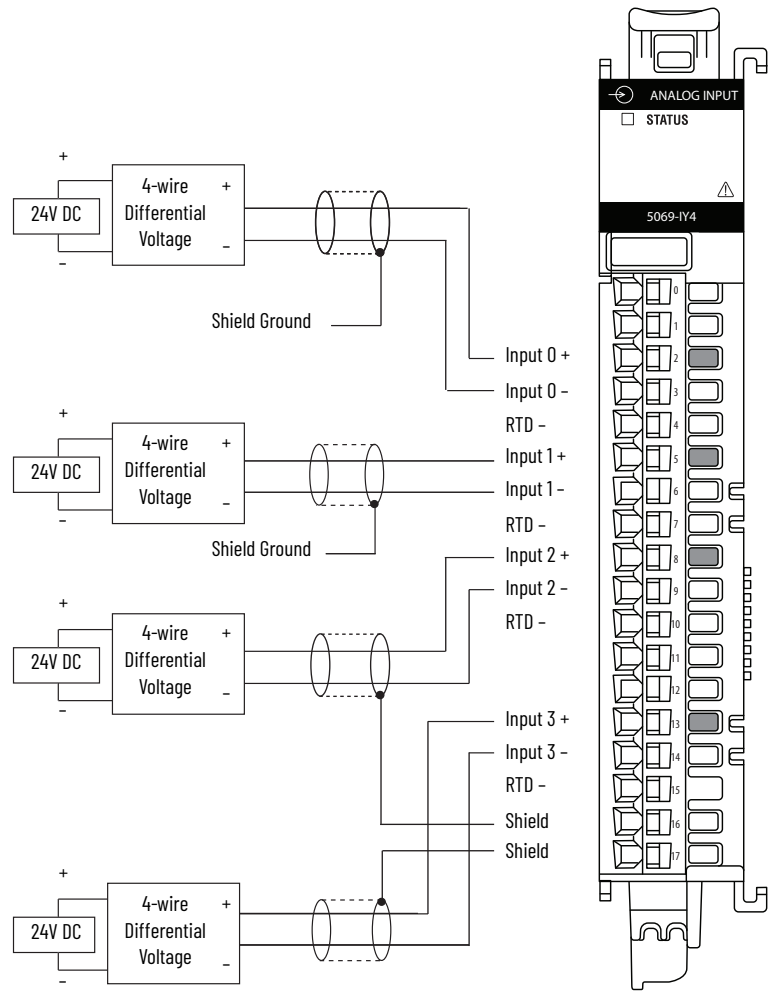 ANALOG INPUT
STATUS
5069-IY4
0
1
2
3
4
5
6
7
8
9
10
11
12
13
14
15
16
17
+
24V DC
–
4-wire
Differential
Voltage
+
–
Shield Ground
Input 0 +
Input 0 –
RTD –
+
24V DC
–
4-wire
Differential
Voltage
+
–
Shield Ground
Input 1 +
Input 1 –
RTD –
+
24V DC
–
4-wire
Differential
Voltage
+
–
Input 2 +
Input 2 –
RTD –
Input 3 +
Input 3 –
RTD –
Shield
Shield
+
24V DC
–
4-wire
Differential
Voltage
+
–